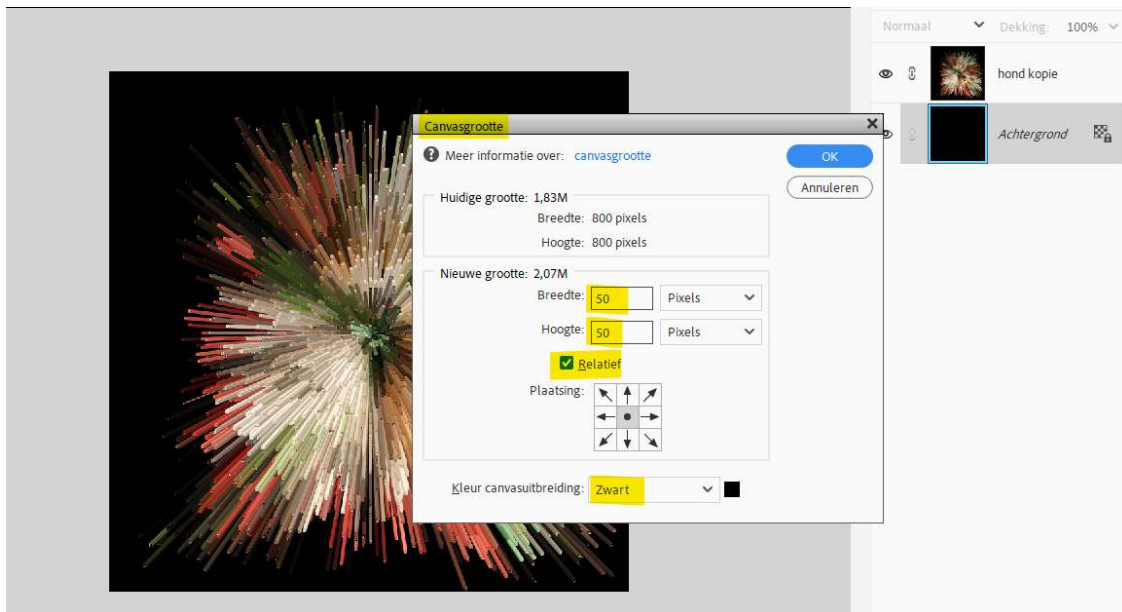 Normaal Dekking: 100%
hond kopie
Achtergrond
Canvasgrootte
Meer informatie over: canvasgrootte
OK
Annuleren
Huidige grootte: 1,83M
Breedte: 800 pixels
Hoogte: 800 pixels
Nieuwe grootte: 2,07M
Breedte: 50 Pixels
Hoogte: 50 Pixels
Relatief
Plaatsing:
Kleur canvasuitbreiding: Zwart